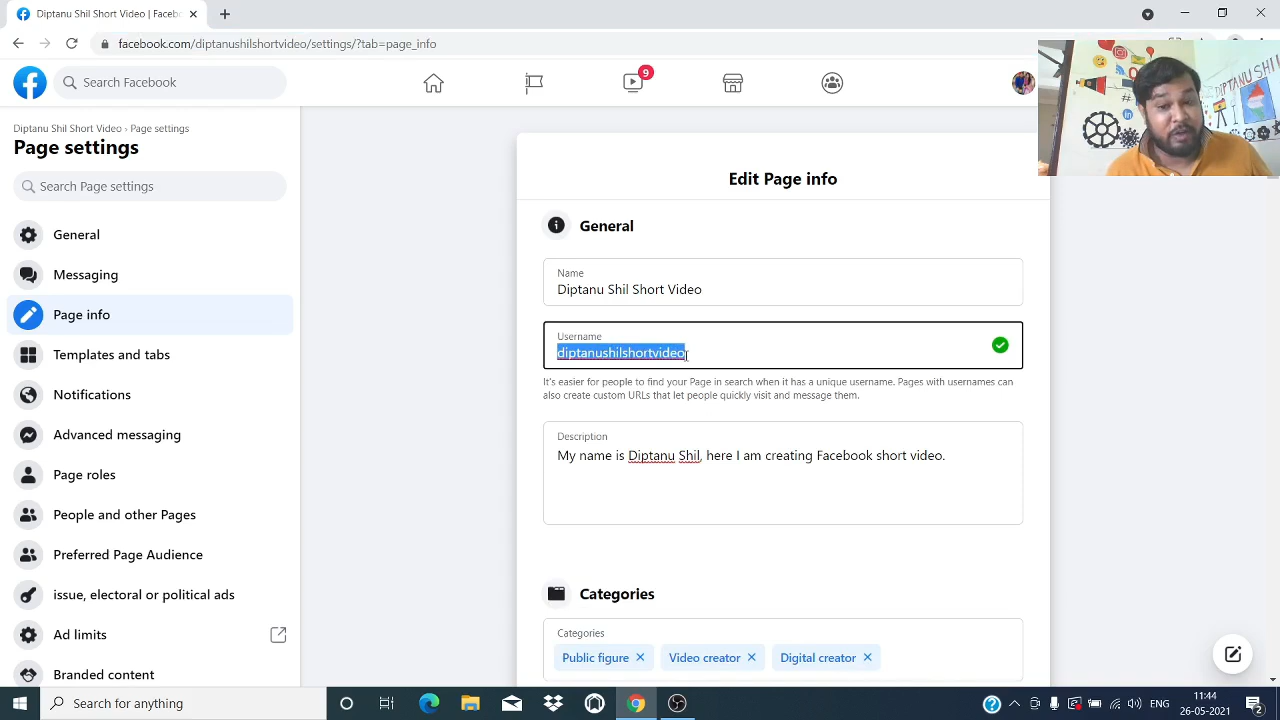 Diptanu Shil Short Video | Faceb
facebook.com/diptanushilshortvideo/settings/?tab=page_info
Search Facebook
9
Diptanu Shil Short Video › Page settings
Page settings
Search Page settings
General
Messaging
Page info
Templates and tabs
Notifications
Advanced messaging
Page roles
People and other Pages
Preferred Page Audience
issue, electoral or political ads
Ad limits
Branded content
Edit Page info
General
Name
Diptanu Shil Short Video
Username
diptanushilshortvideo
It's easier for people to find your Page in search when it has a unique username. Pages with usernames can
also create custom URLs that let people quickly visit and message them.
Description
My name is Diptanu Shil, here I am creating Facebook short video.
Categories
Categories
Public figure
Video creator
Digital creator
DIPTANU SHIL
Search for anything
ENG
11:44
26-05-2021
2